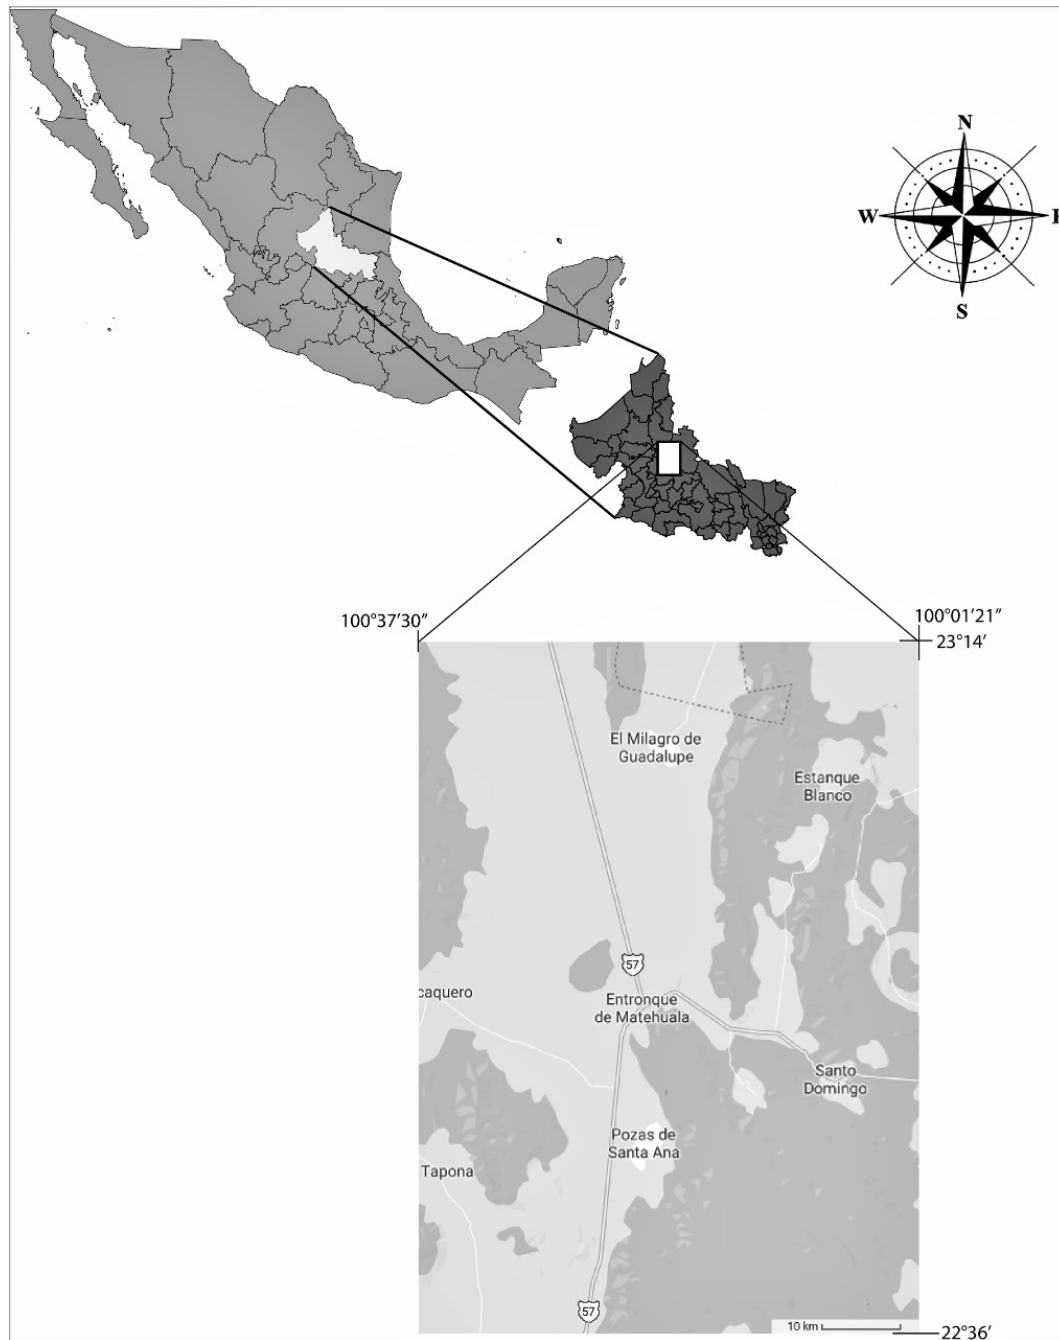 N
W
E
S
100°37’30”
100°01’21”
23°14’
El Milagro de
Guadalupe
Estanque
Blanco
57
caquero
Entronque
de Matehuala
Santo
Domingo
Pozas de
Santa Ana
Tapona
57
10 km
22°36’